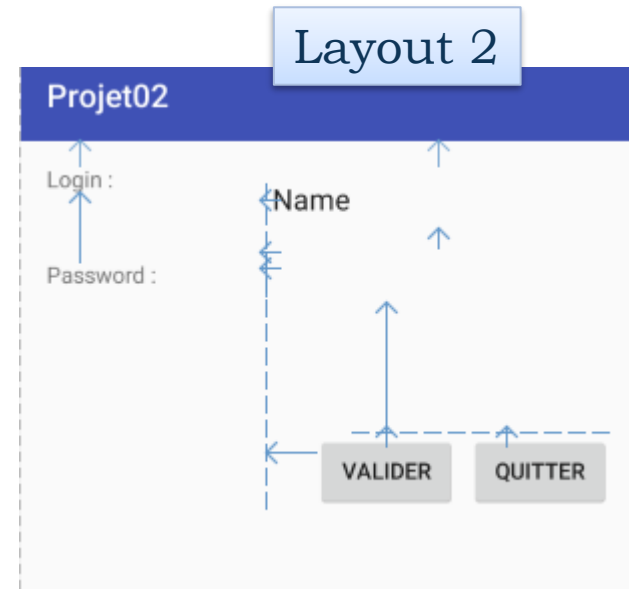 Layout 2
Projet02
Login :
Name
Password :
VALIDER QUITTER